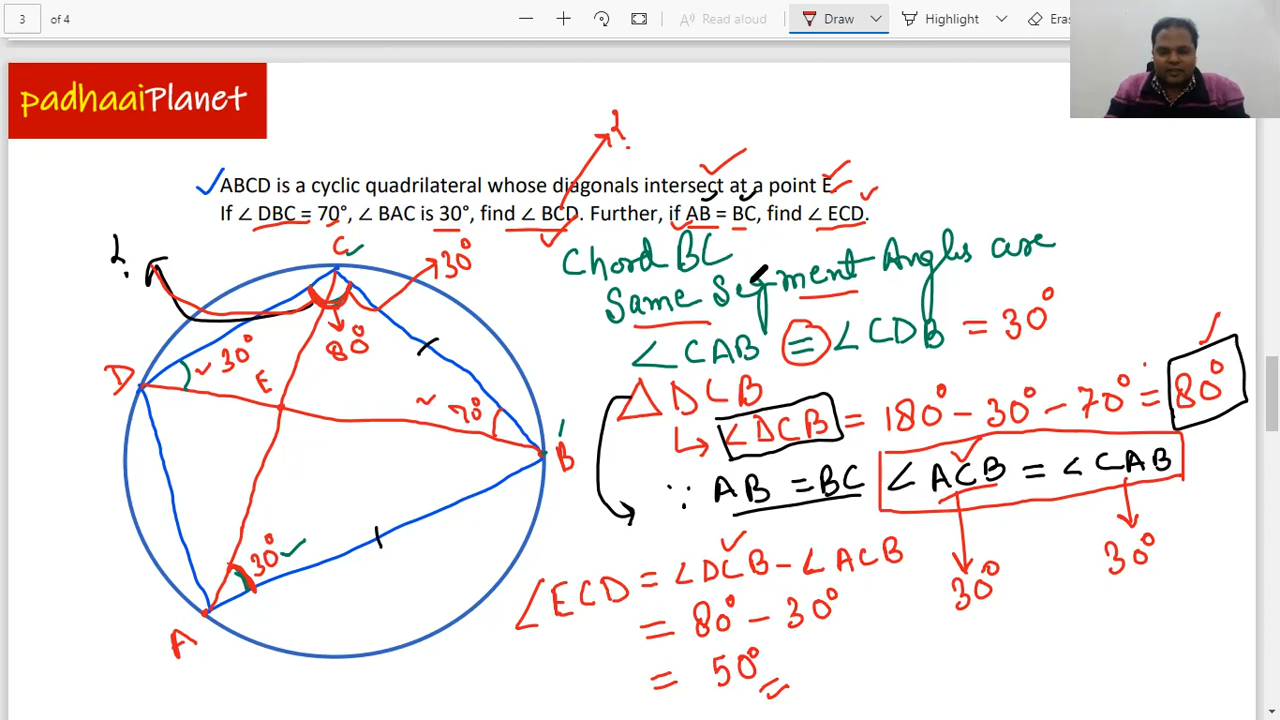 3 of 4
Read aloud Draw Highlight Eras
padhaaiPlanet
ABCD is a cyclic quadrilateral whose diagonals intersect at a point E.
If ∠ DBC = 70°, ∠ BAC is 30°, find ∠ BCD. Further, if AB = BC, find ∠ ECD.
?
?
C
30°
80°
D
30°
E
70°
B
30°
A
Chord BC
Same Segment Angles are
∠CAB = ∠CDB = 30°
△DCB
∠DCB = 180° - 30° - 70° = 80°
∵ AB = BC ∠ACB = ∠CAB
30° 30°
∠ECD = ∠DCB - ∠ACB
= 80° - 30°
= 50°